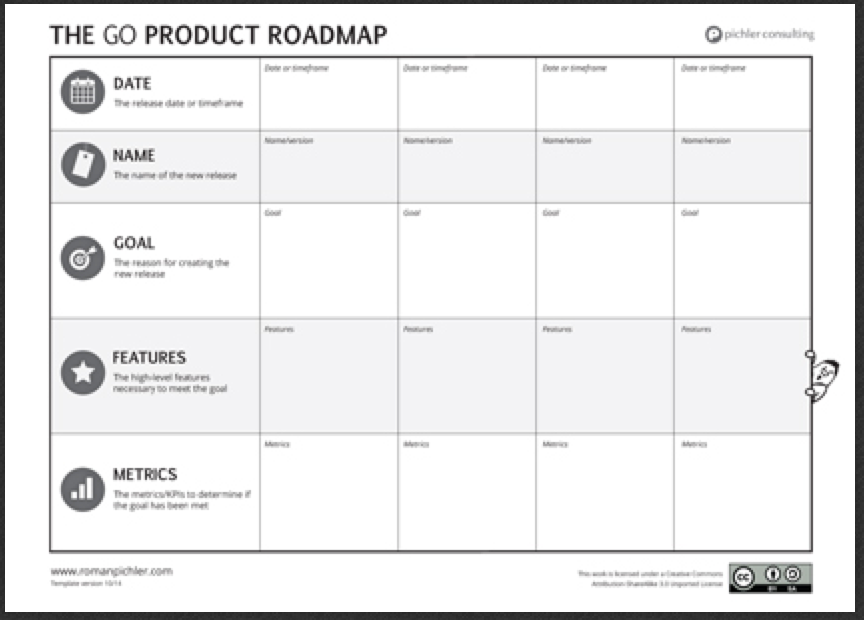 THE GO PRODUCT ROADMAP
pichler consulting
DATE
The release date or timeframe
Date or timeframe
Date or timeframe
Date or timeframe
Date or timeframe
NAME
The name of the new release
Name/version
Name/version
Name/version
Name/version
GOAL
The reason for creating the
new release
Goal
Goal
Goal
Goal
FEATURES
The high-level features
necessary to meet the goal
Features
Features
Features
Features
METRICS
The metrics/KPIs to determine if
the goal has been met
Metrics
Metrics
Metrics
Metrics
www.romanpichler.com
Template version 10/14
This work is licensed under a Creative Commons
Attribution-ShareAlike 3.0 Unported License
cc
BY SA